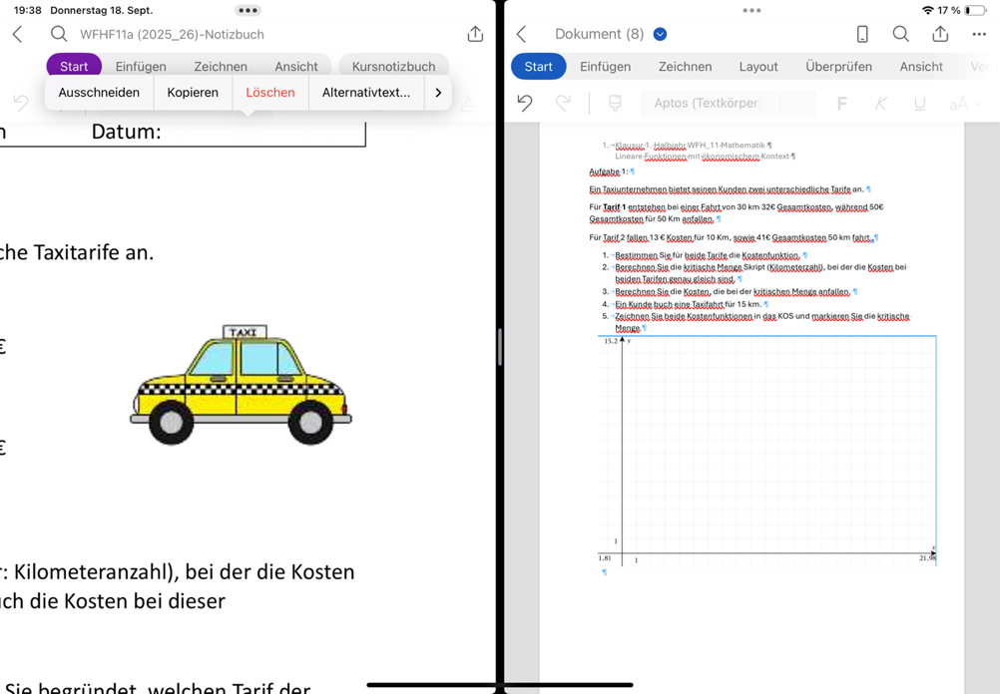 19:38 Donnerstag 18. Sept.
WFHF11a (2025_26)-Notizbuch
Start Einfügen Zeichnen Ansicht Kursnotizbuch
Ausschneiden Kopieren Löschen Alternativtext...
n Datum:
che Taxitarife an.
€
TAXI
€
r: Kilometeranzahl), bei der die Kosten
uch die Kosten bei dieser
Sie begründet, welchen Tarif der
17 %
Dokument (8)
Start Einfügen Zeichnen Layout Überprüfen Ansicht Ver
Aptos (Textkörper) F K U aA
1. Klausur 1. Halbjahr WFH_11 Mathematik
Lineare Funktionen mit ökonomischem Kontext
Aufgabe 1:
Ein Taxiunternehmen bietet seinen Kunden zwei unterschiedliche Tarife an.
Für Tarif 1 entstehen bei einer Fahrt von 30 km 32€ Gesamtkosten, während 50€
Gesamtkosten für 50 Km anfallen.
Für Tarif 2 fallen 13 € Kosten für 10 Km, sowie 41€ Gesamtkosten 50 km fahrt..
1. Bestimmen Sie für beide Tarife die Kostenfunktion.
2. Berechnen Sie die kritische Menge Skript (Kilometerzahl), bei der die Kosten bei
beiden Tarifen genau gleich sind.
3. Berechnen Sie die Kosten, die bei der kritischen Menge anfallen.
4. Ein Kunde buch eine Taxifahrt für 15 km.
5. Zeichnen Sie beide Kostenfunktionen in das KOS und markieren Sie die kritische
Menge.
15.2 y
1
x
1.81 1 21.98